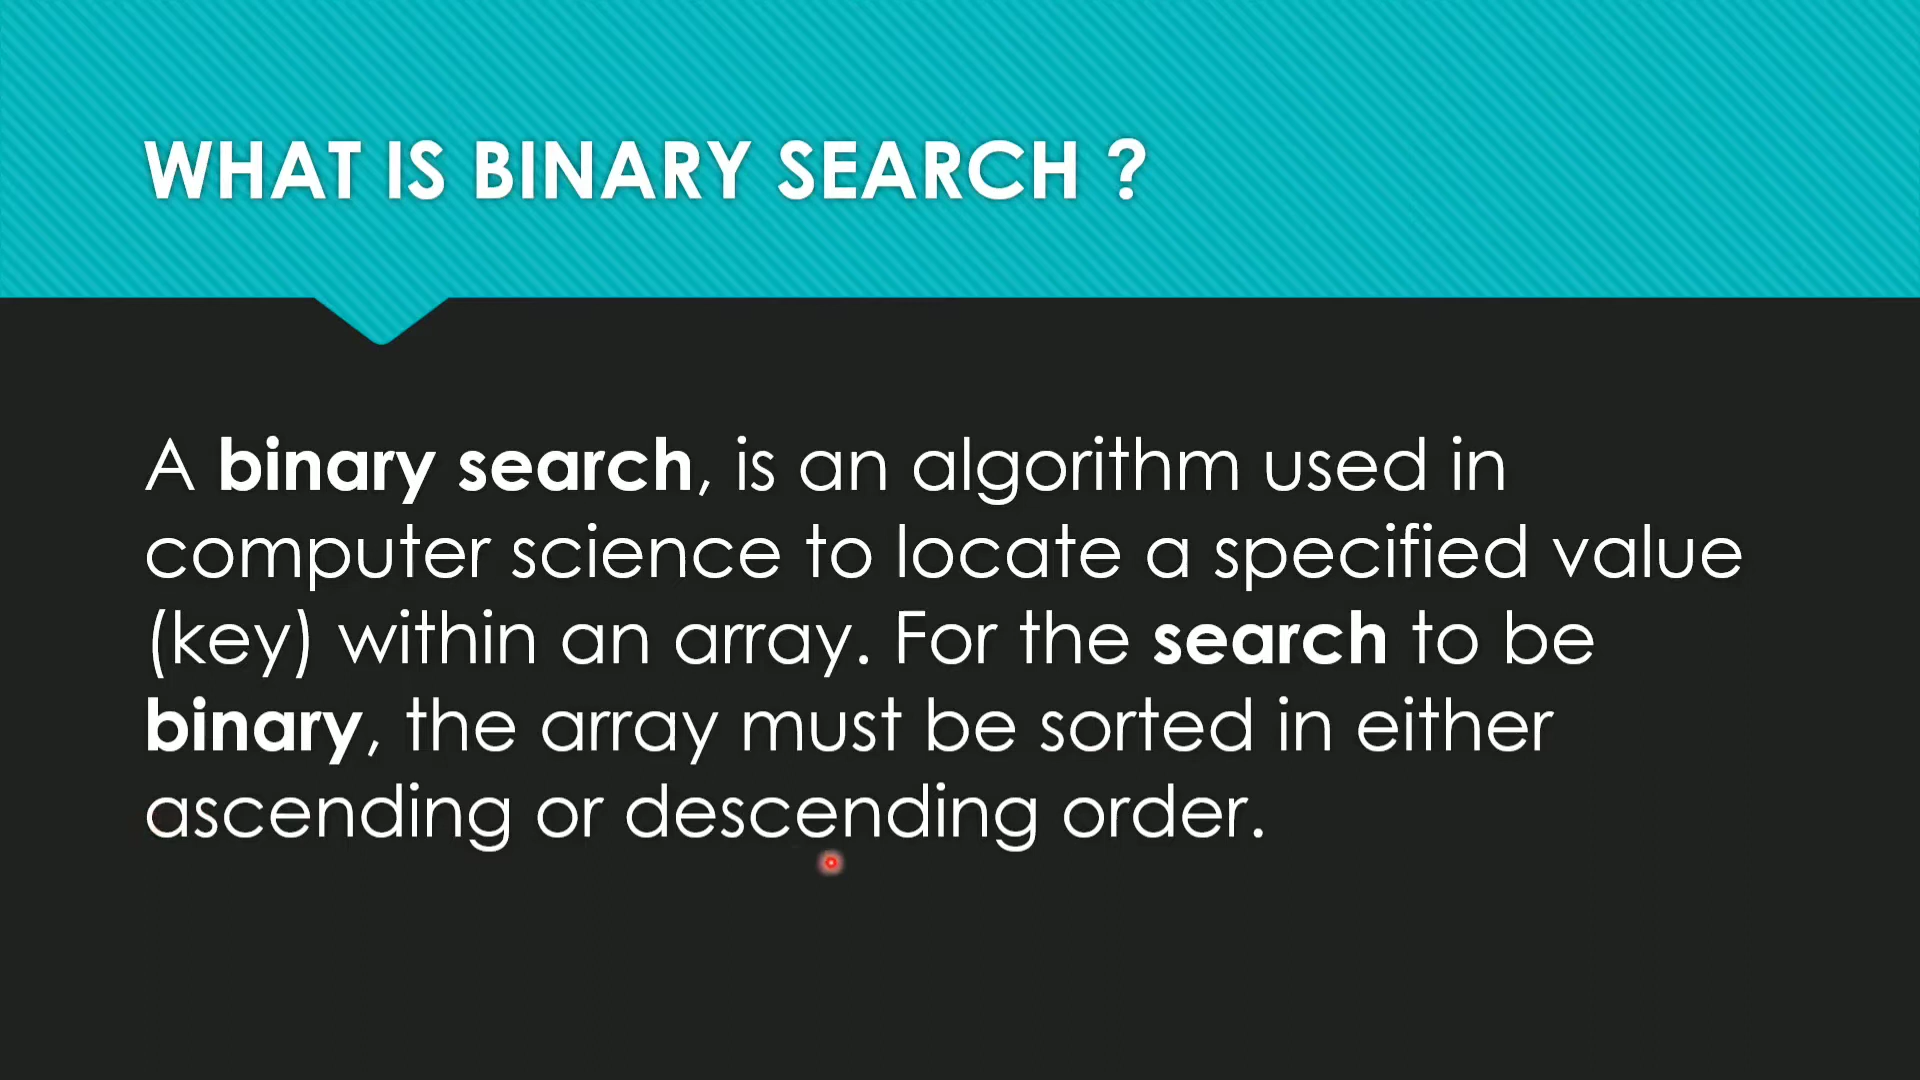 WHAT IS BINARY SEARCH ?
A binary search, is an algorithm used in
computer science to locate a specified value
(key) within an array. For the search to be
binary, the array must be sorted in either
ascending or descending order.